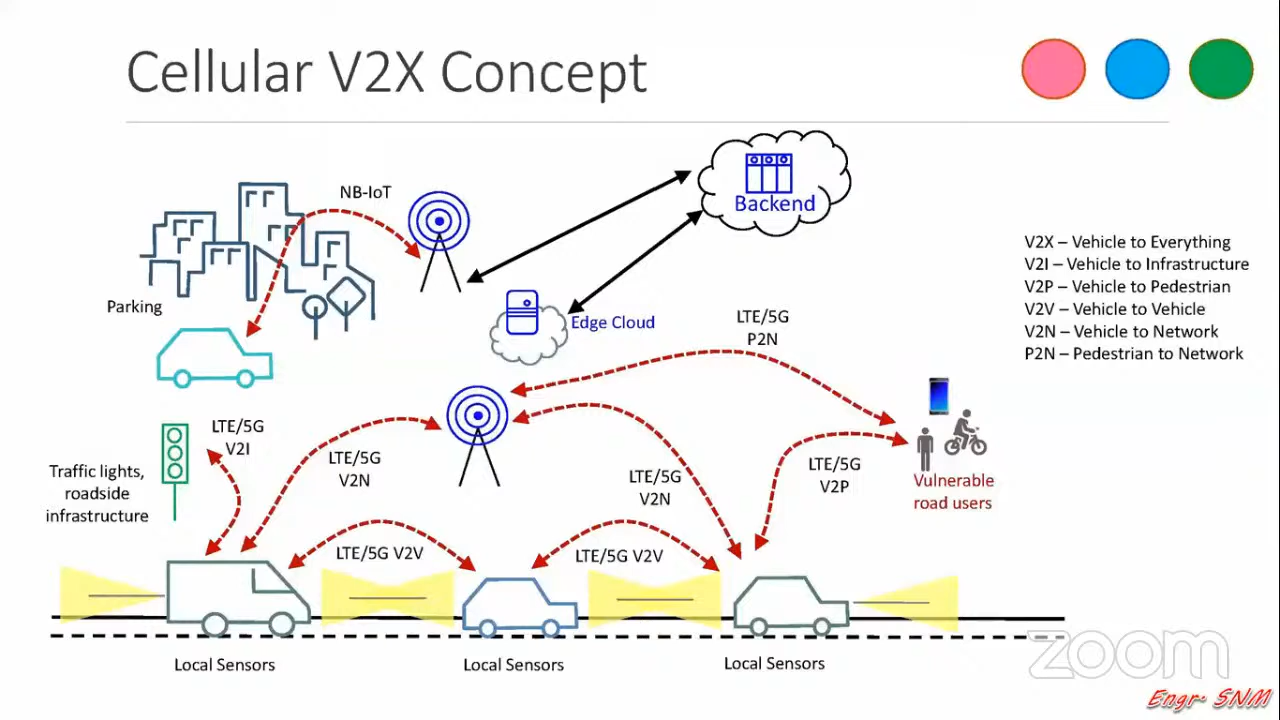 Cellular V2X Concept
NB-IoT
Backend
V2X – Vehicle to Everything
V2I – Vehicle to Infrastructure
V2P – Vehicle to Pedestrian
V2V – Vehicle to Vehicle
V2N – Vehicle to Network
P2N – Pedestrian to Network
Parking
Edge Cloud
LTE/5G
P2N
LTE/5G
V2I
Traffic lights,
roadside
infrastructure
LTE/5G
V2N
LTE/5G
V2N
LTE/5G
V2P
Vulnerable
road users
LTE/5G V2V
LTE/5G V2V
Local Sensors
Local Sensors
Local Sensors
zoom
Engr. SNM